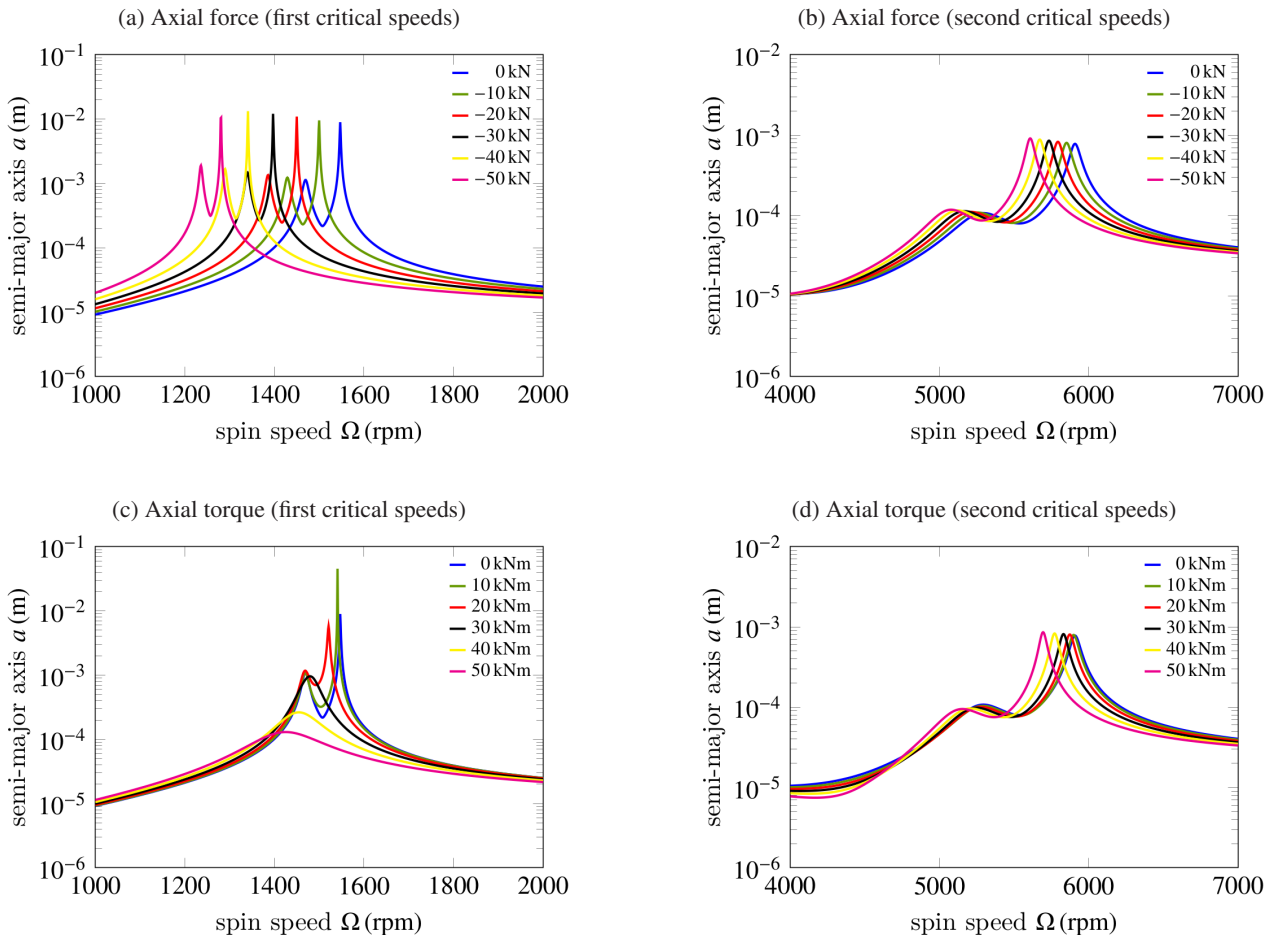 (a) Axial force (first critical speeds)
10⁻¹
10⁻²
10⁻³
10⁻⁴
10⁻⁵
10⁻⁶
semi-major axis a (m)
0 kN
−10 kN
−20 kN
−30 kN
−40 kN
−50 kN
1000 1200 1400 1600 1800 2000
spin speed Ω (rpm)
(b) Axial force (second critical speeds)
10⁻²
10⁻³
10⁻⁴
10⁻⁵
10⁻⁶
semi-major axis a (m)
0 kN
−10 kN
−20 kN
−30 kN
−40 kN
−50 kN
4000 5000 6000 7000
spin speed Ω (rpm)
(c) Axial torque (first critical speeds)
10⁻¹
10⁻²
10⁻³
10⁻⁴
10⁻⁵
10⁻⁶
semi-major axis a (m)
0 kNm
10 kNm
20 kNm
30 kNm
40 kNm
50 kNm
1000 1200 1400 1600 1800 2000
spin speed Ω (rpm)
(d) Axial torque (second critical speeds)
10⁻²
10⁻³
10⁻⁴
10⁻⁵
10⁻⁶
semi-major axis a (m)
0 kNm
10 kNm
20 kNm
30 kNm
40 kNm
50 kNm
4000 5000 6000 7000
spin speed Ω (rpm)